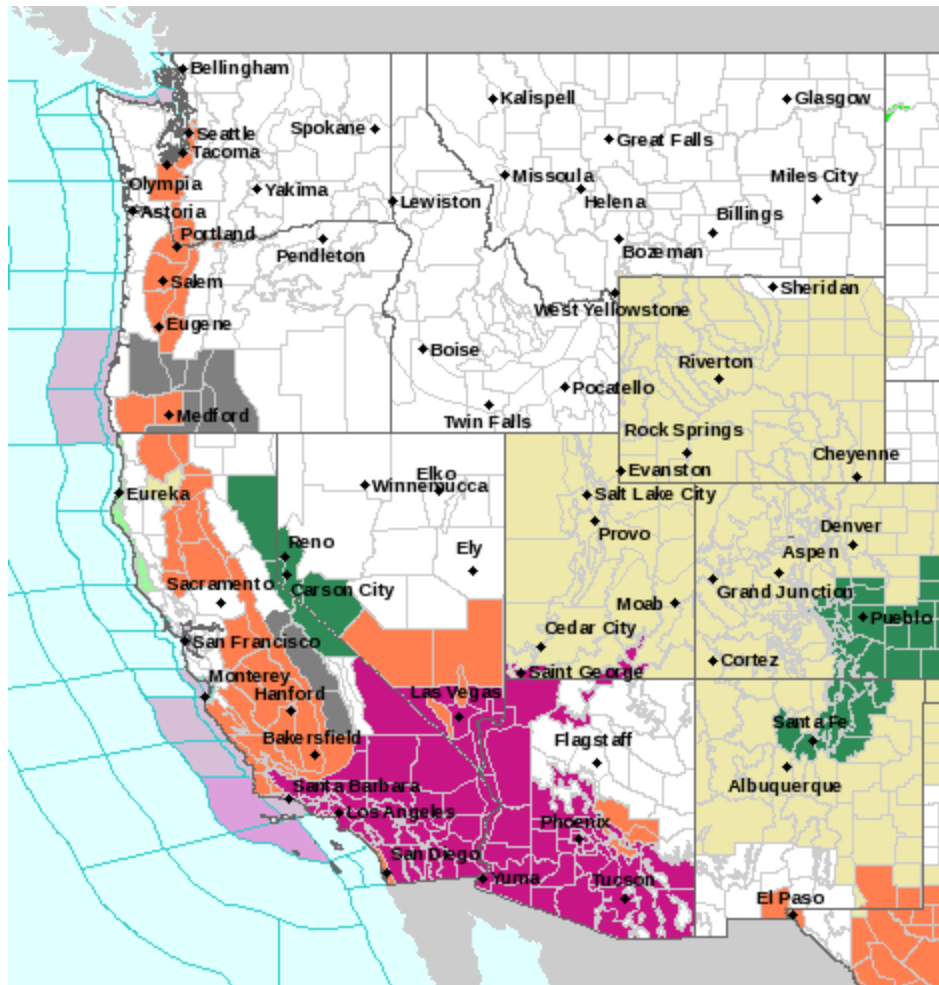 Bellingham
Kalispell
Glasgow
Seattle
Spokane
Great Falls
Tacoma
Missoula
Miles City
Olympia
Yakima
Lewiston
Helena
Astoria
Billings
Portland
Pendleton
Bozeman
Salem
Sheridan
West Yellowstone
Eugene
Boise
Riverton
Pocatello
Medford
Twin Falls
Rock Springs
Cheyenne
Evanston
Elko
Winnemucca
Eureka
Salt Lake City
Provo
Denver
Reno
Ely
Aspen
Sacramento
Carson City
Grand Junction
Moab
Pueblo
Cedar City
San Francisco
Cortez
Saint George
Monterey
Hanford
Las Vegas
Santa Fe
Bakersfield
Flagstaff
Albuquerque
Santa Barbara
Los Angeles
Phoenix
San Diego
Yuma
Tucson
El Paso